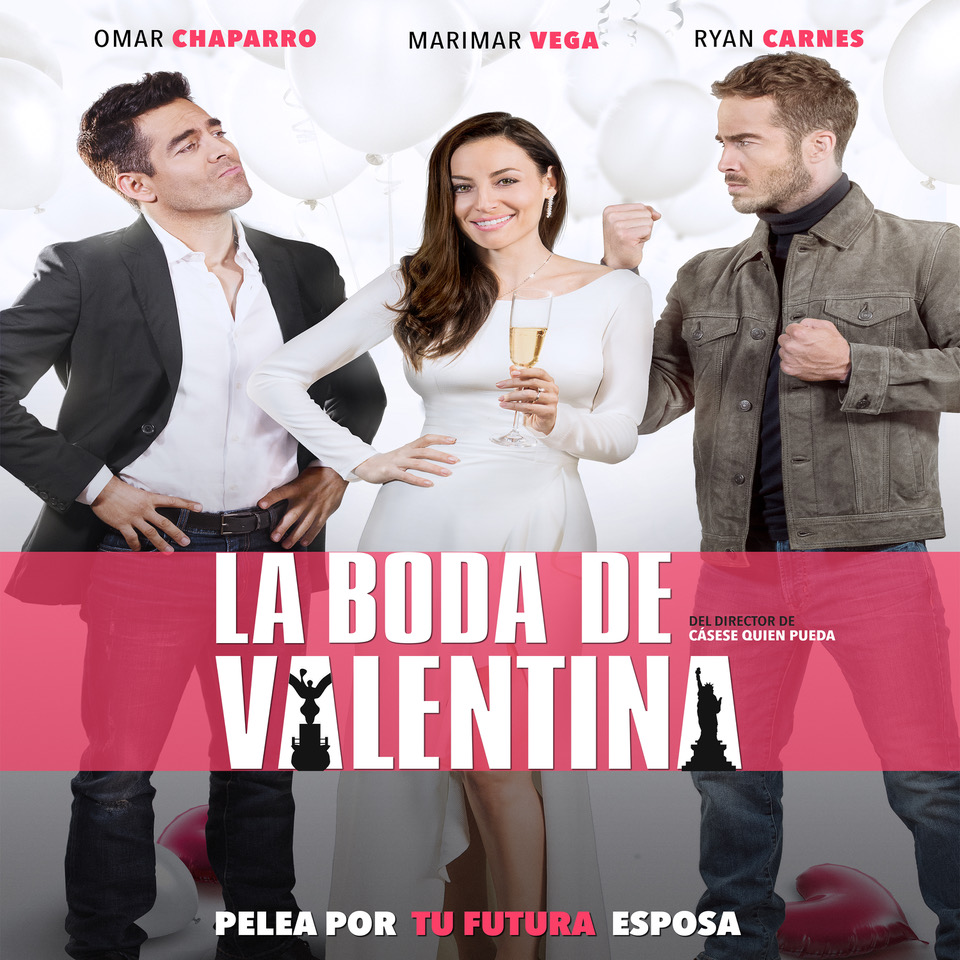 OMAR CHAPARRO
MARIMAR VEGA
RYAN CARNES
LA BODA DE
VALENTINA
DEL DIRECTOR DE
CÁSESE QUIEN PUEDA
PELEA POR TU FUTURA ESPOSA